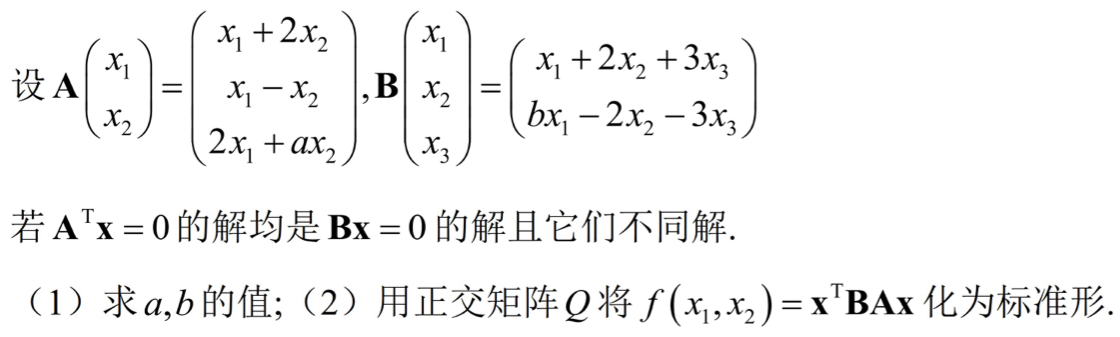 设 $\mathbf{A}\begin{pmatrix} x_1 \\ x_2 \end{pmatrix} = \begin{pmatrix} x_1 + 2x_2 \\ x_1 - x_2 \\ 2x_1 + ax_2 \end{pmatrix}, \mathbf{B}\begin{pmatrix} x_1 \\ x_2 \\ x_3 \end{pmatrix} = \begin{pmatrix} x_1 + 2x_2 + 3x_3 \\ bx_1 - 2x_2 - 3x_3 \end{pmatrix}$
若 $\mathbf{A}^{\mathrm{T}}\mathbf{x} = 0$ 的解均是 $\mathbf{B}\mathbf{x} = 0$ 的解且它们不同解.
（1）求 $a,b$ 的值;（2）用正交矩阵 $Q$ 将 $f(x_1, x_2) = \mathbf{x}^{\mathrm{T}}\mathbf{B}\mathbf{A}\mathbf{x}$ 化为标准形.